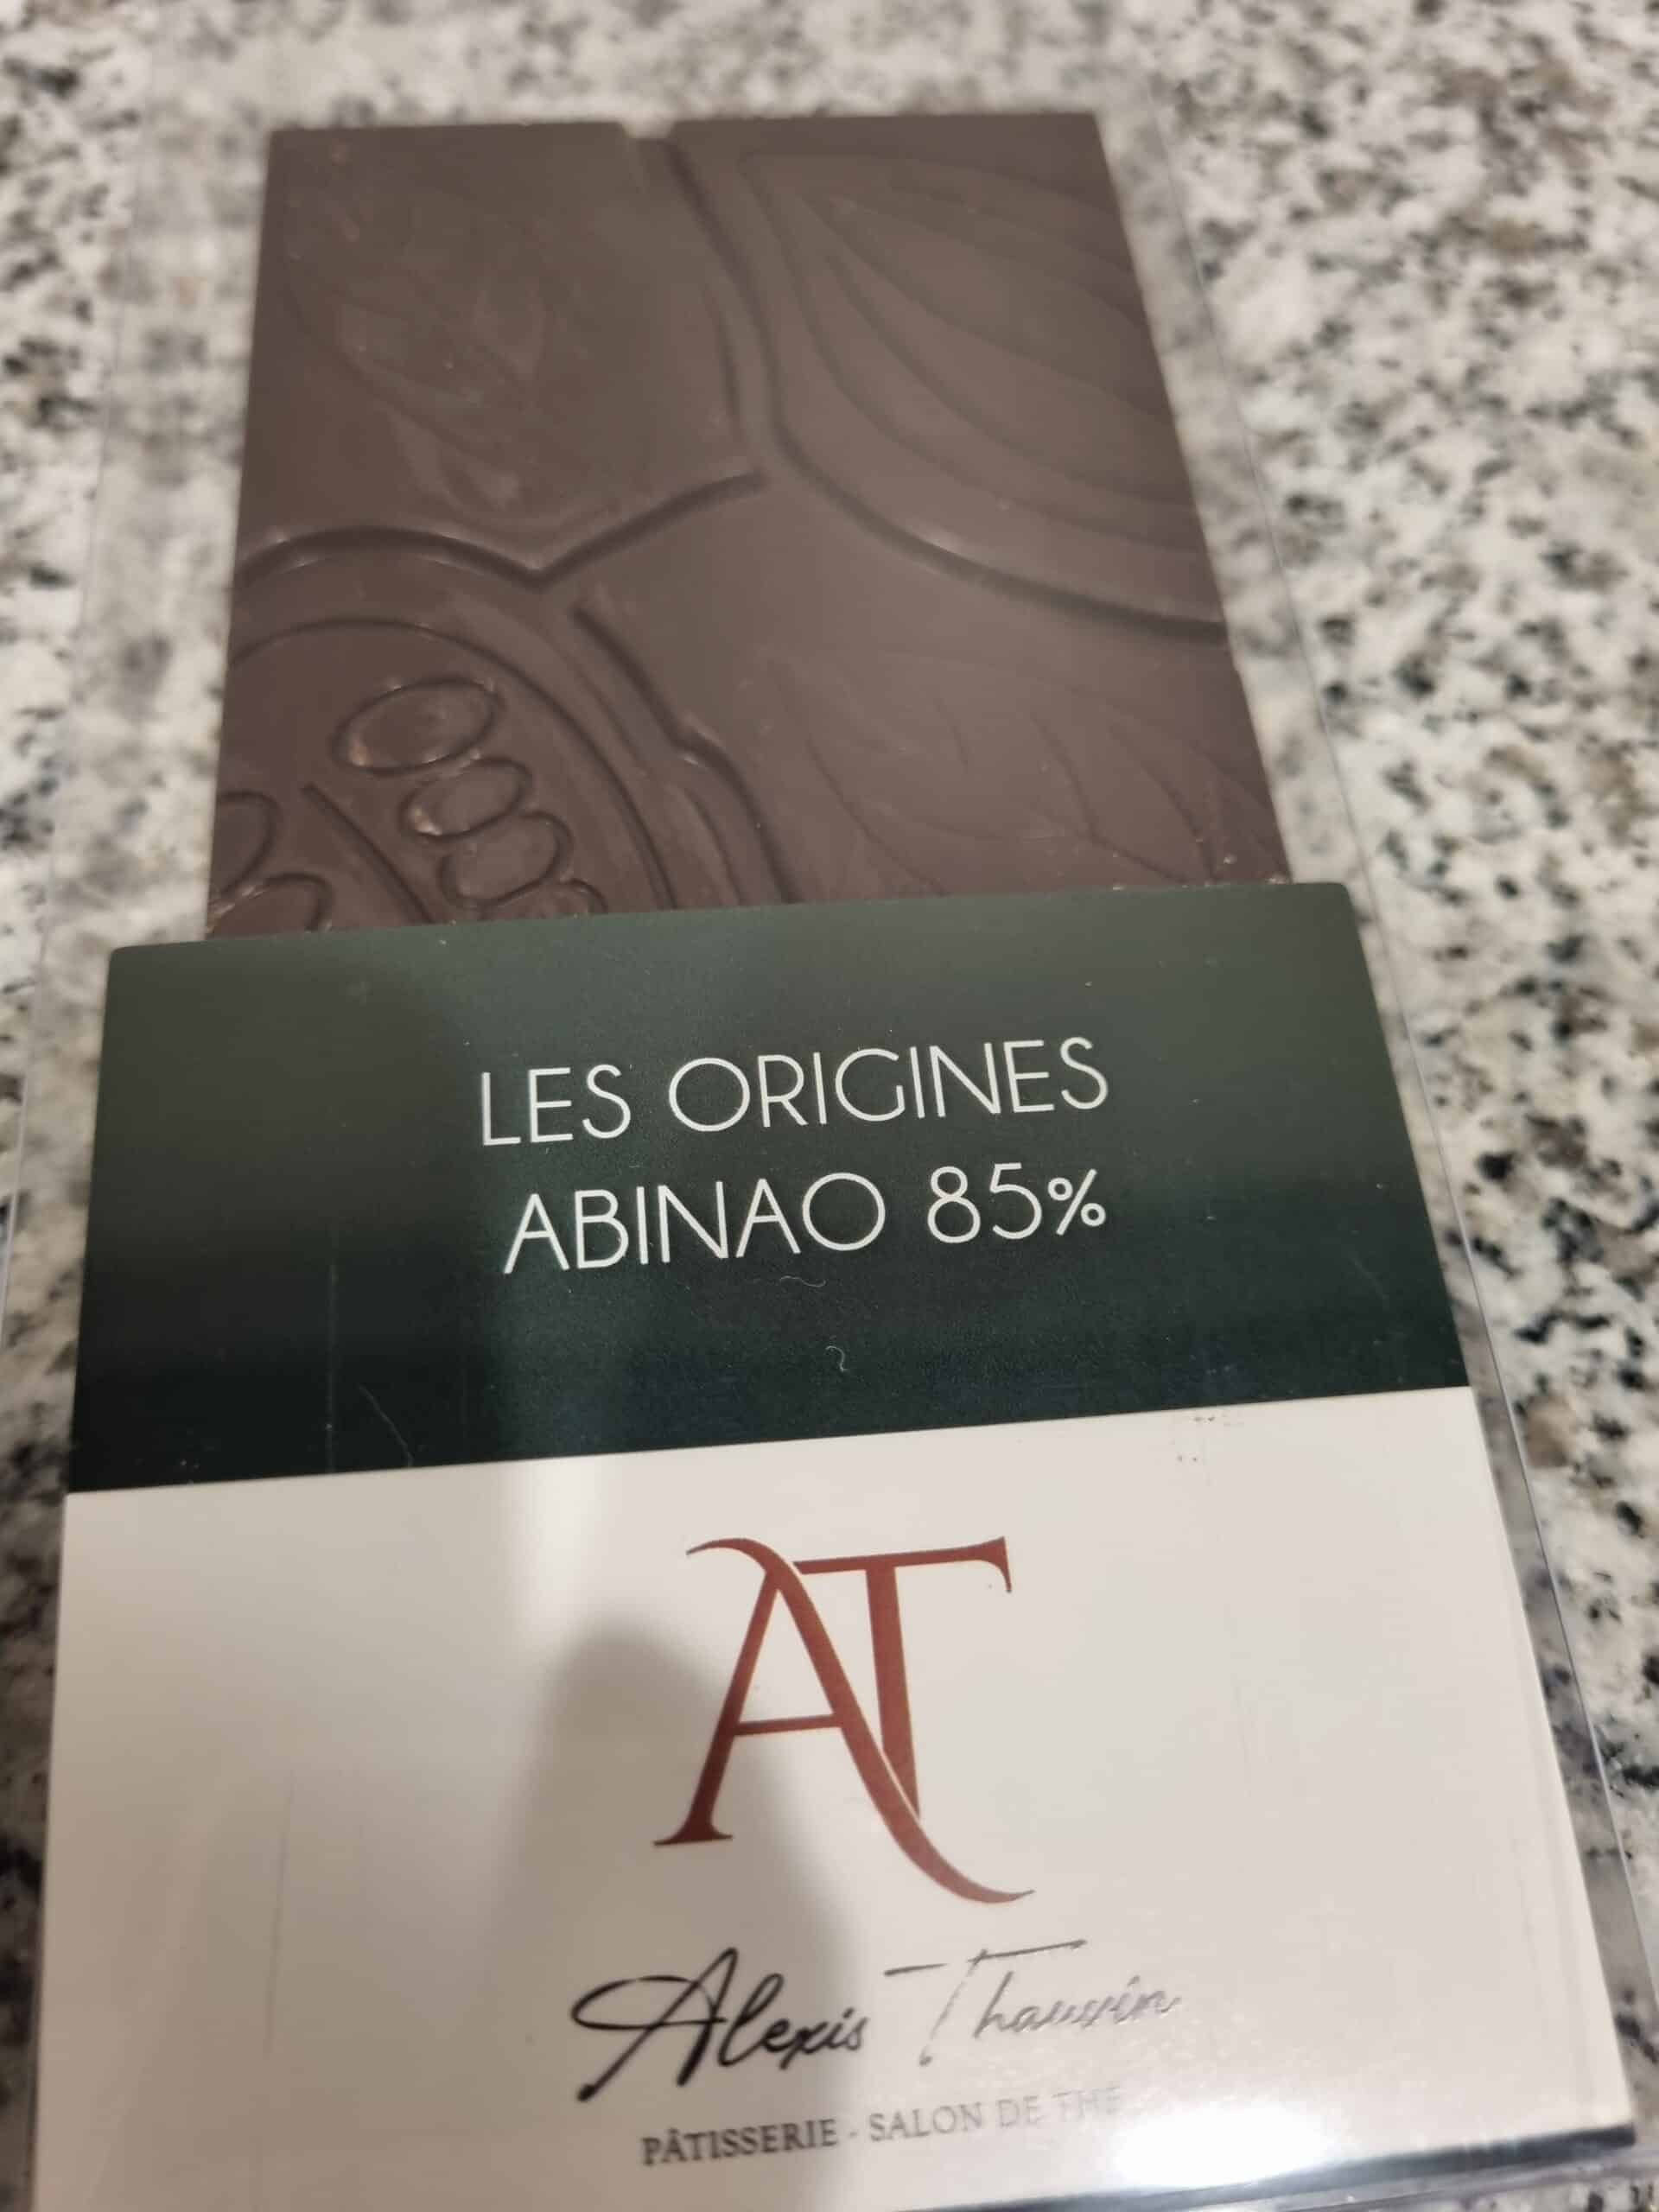 LES ORIGINES
ABINAO 85%
AT
Alexis Thauvin
PÂTISSERIE - SALON DE THÉ